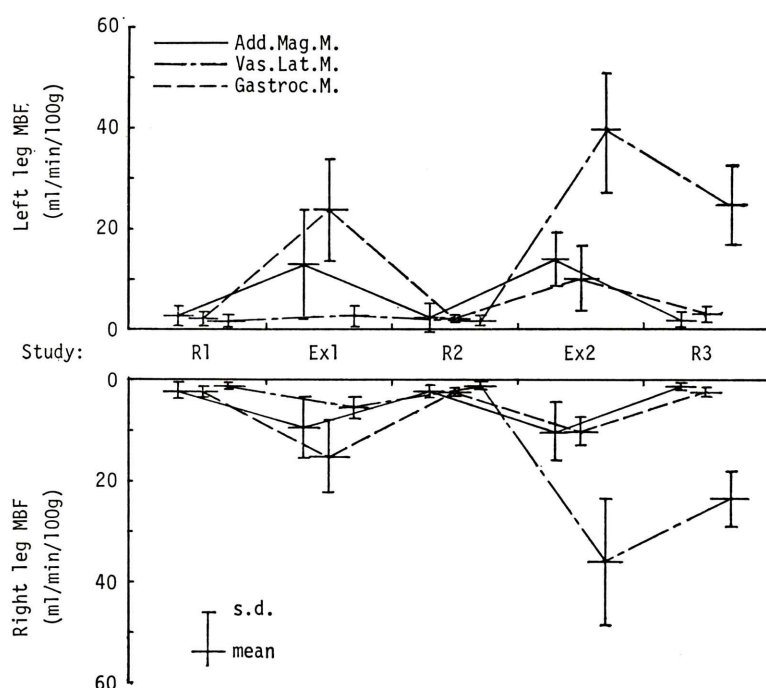 60
Add.Mag.M.
Vas.Lat.M.
Gastroc.M.
40
20
0
Left leg MBF
(ml/min/100g)
Study: R1 Ex1 R2 Ex2 R3
0
20
40
60
Right leg MBF
(ml/min/100g)
s.d.
mean